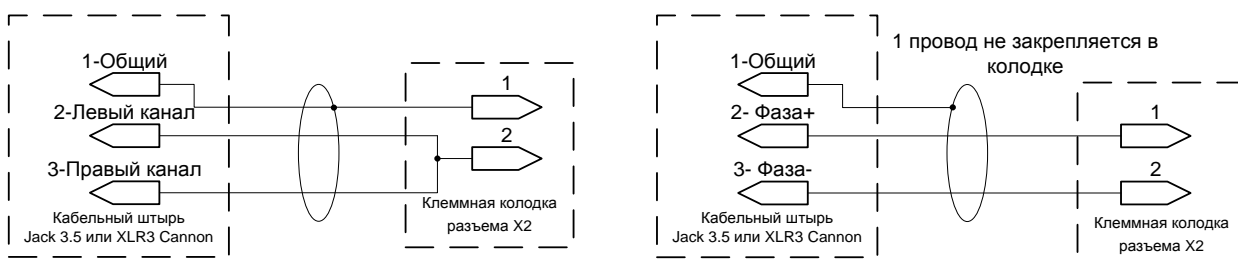 1-Общий
2-Левый канал
3-Правый канал
Кабельный штырь
Jack 3.5 или XLR3 Cannon
1
2
Клеммная колодка
разъема X2
1 провод не закрепляется в
колодке
1-Общий
2- Фаза+
3- Фаза-
Кабельный штырь
Jack 3.5 или XLR3 Cannon
1
2
Клеммная колодка
разъема X2